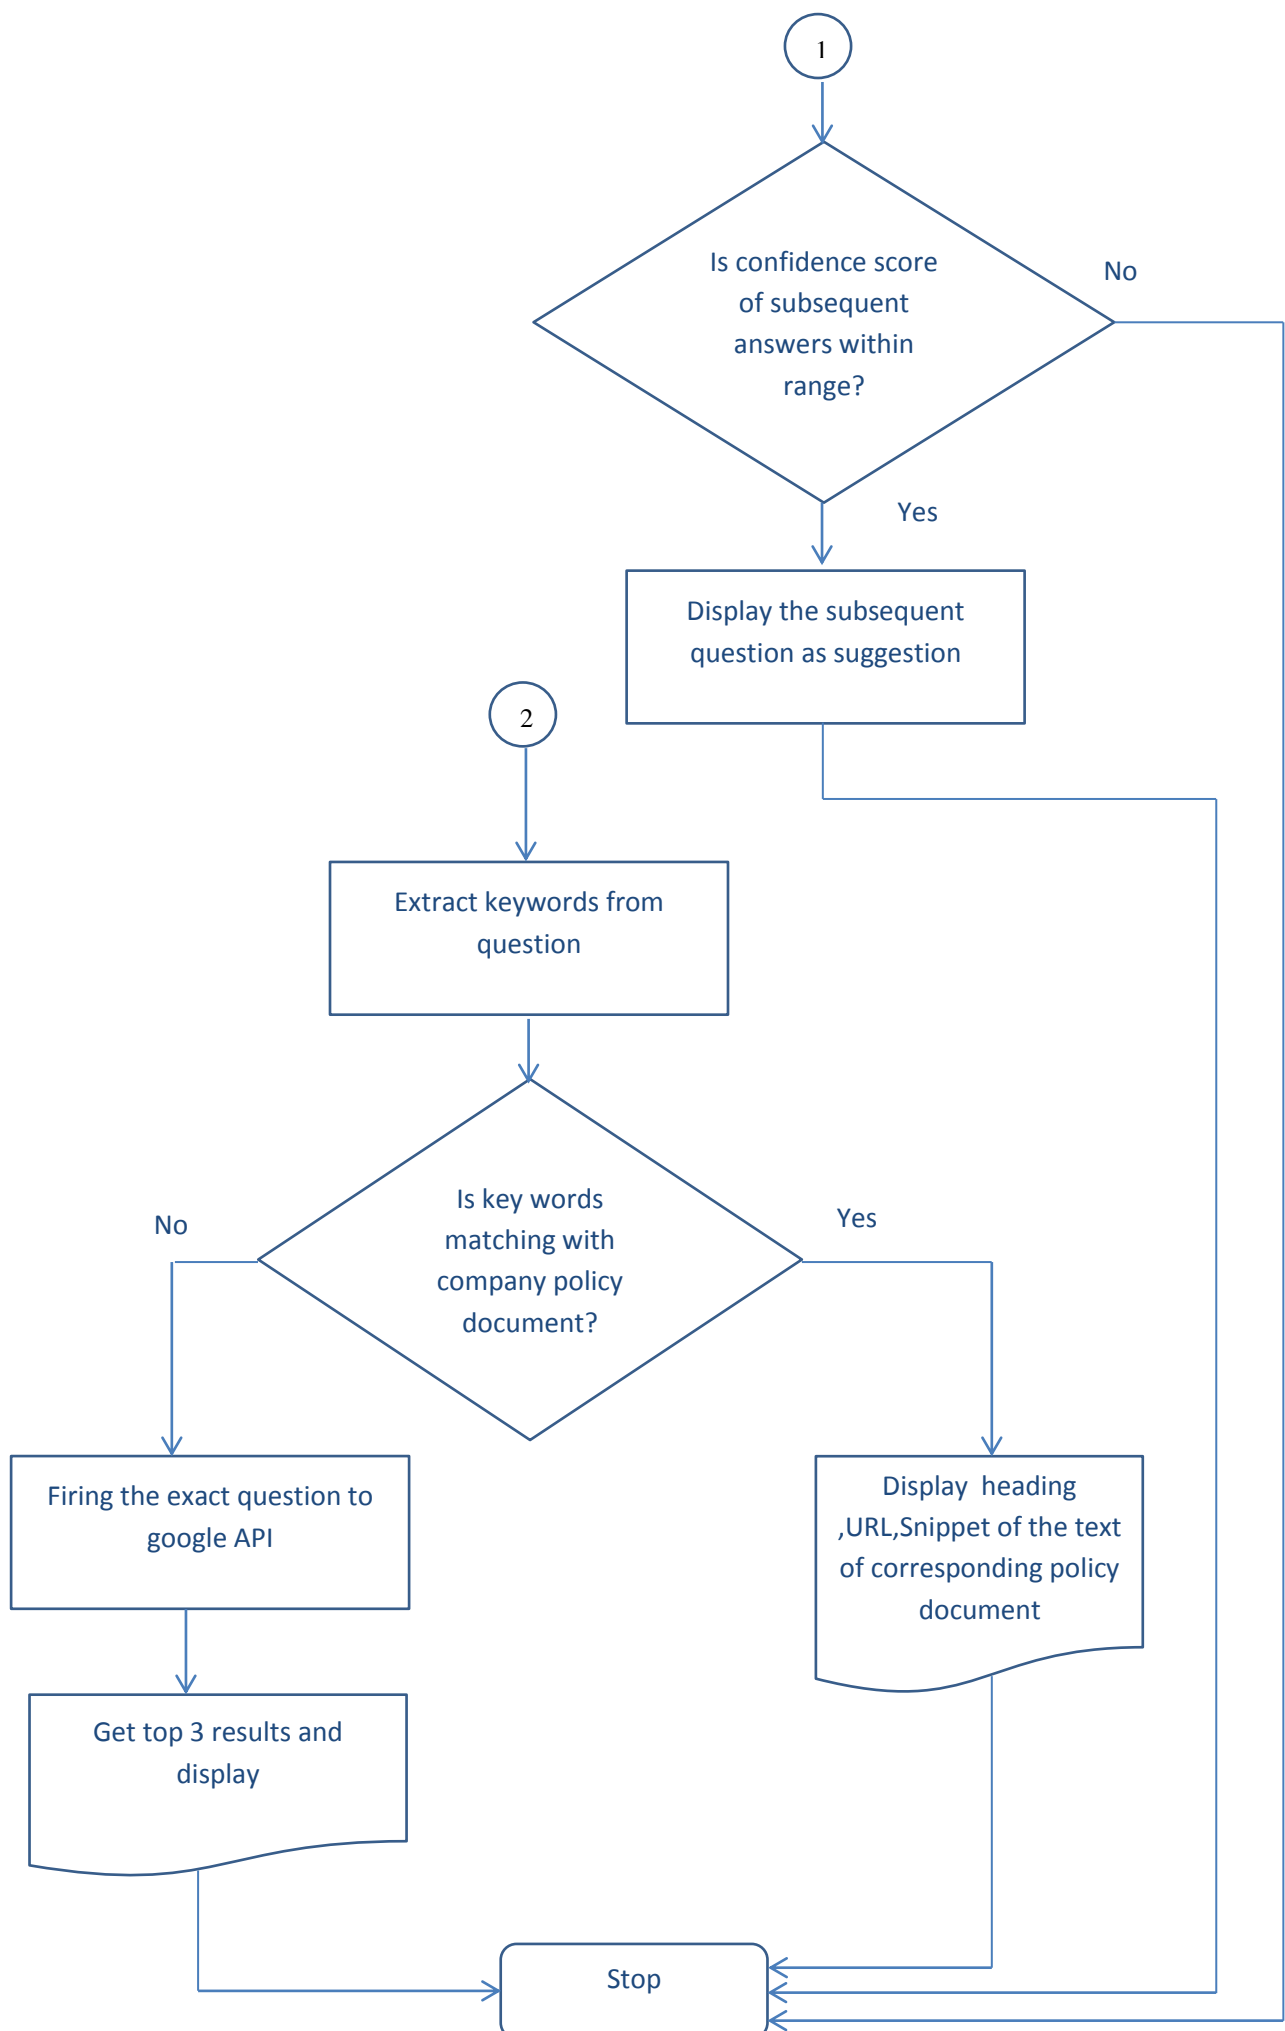 1
Is confidence score
of subsequent
answers within
range?
No
Yes
Display the subsequent
question as suggestion
2
Extract keywords from
question
Is key words
matching with
company policy
document?
No
Yes
Firing the exact question to
google API
Display  heading
,URL,Snippet of the text
of corresponding policy
document
Get top 3 results and
display
Stop